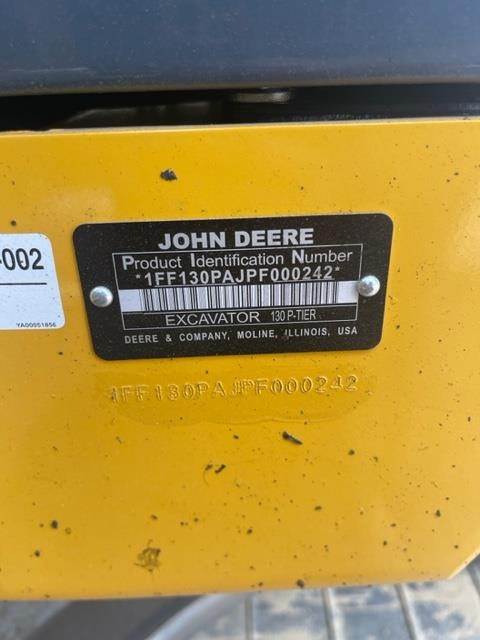 JOHN DEERE
Product Identification Number
*1FF130PAJPF000242*
EXCAVATOR 130 P-TIER
DEERE & COMPANY, MOLINE, ILLINOIS, USA
-002
YA00051856
1FF130PAJPF000242